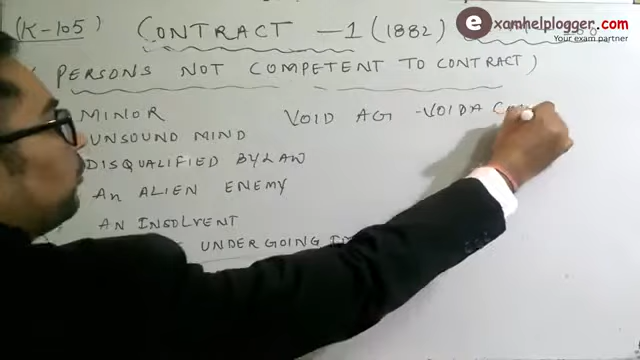 (K-105) CONTRACT -1 (1882)
examhelplogger.com
Your exam partner
PERSONS NOT COMPETENT TO CONTRACT)
MINOR
VOID AGT -VOIDA CON
UNSOUND MIND
DISQUALIFIED BY LAW
AN ALIEN ENEMY
AN INSOLVENT
UNDERGOING